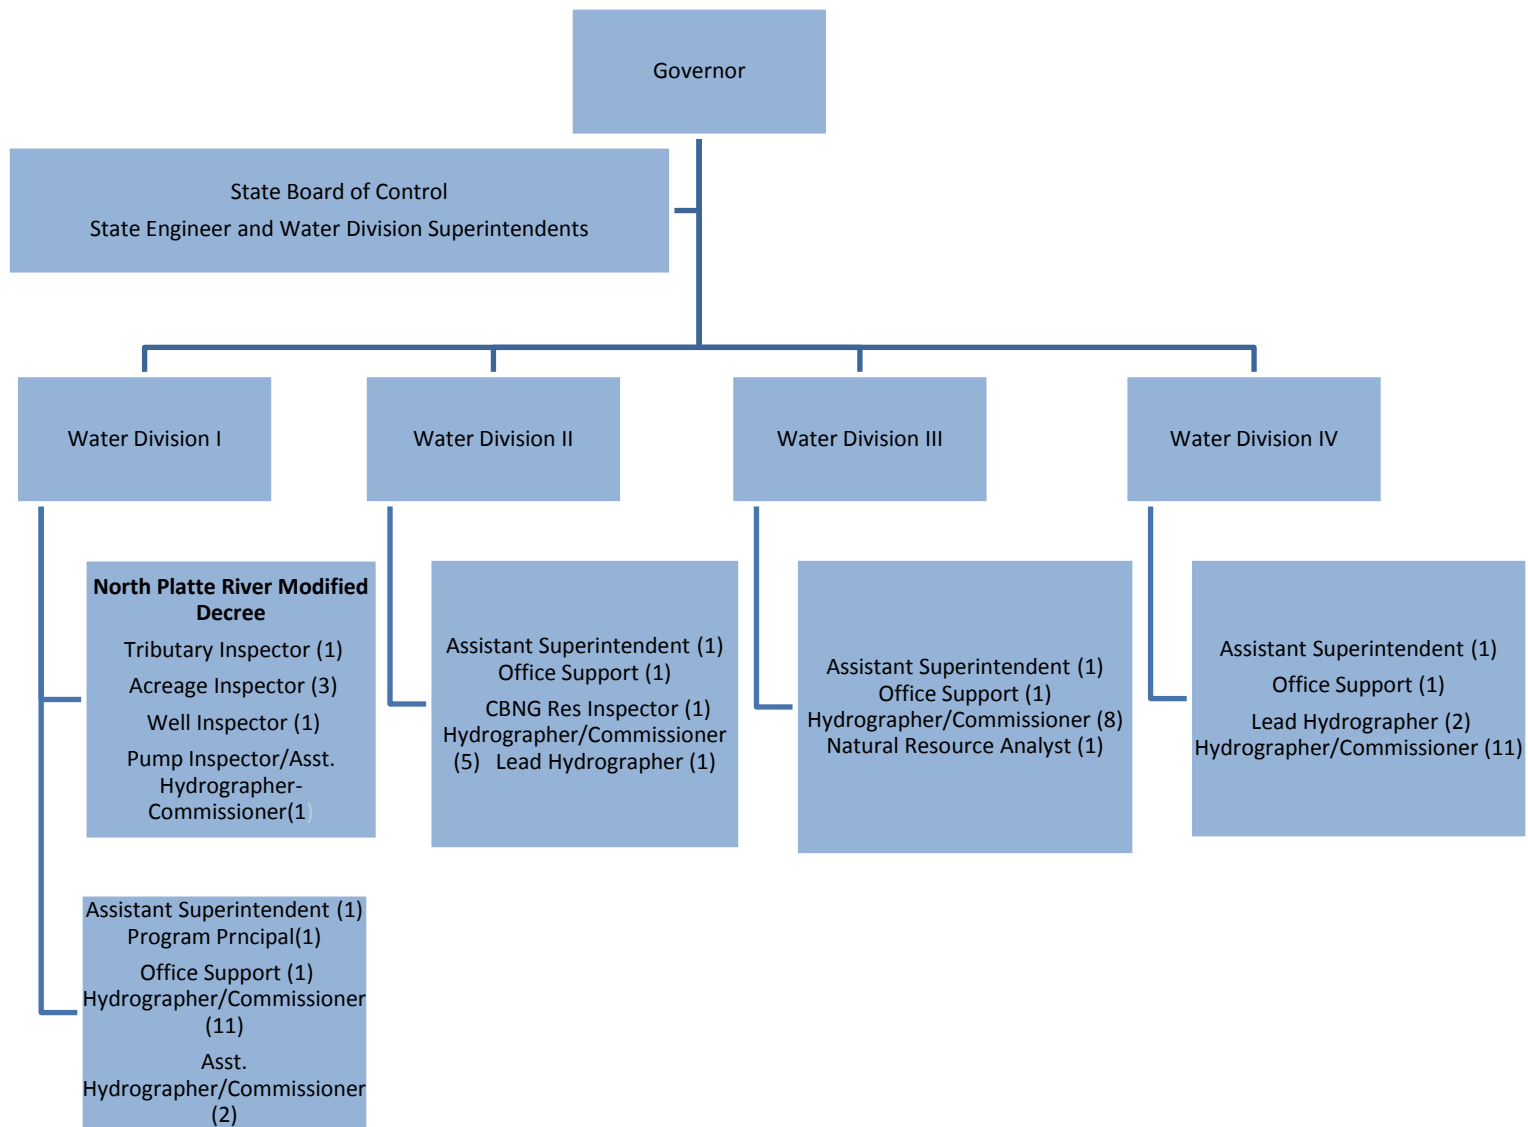 Governor
State Board of Control
State Engineer and Water Division Superintendents
Water Division I
Water Division II
Water Division III
Water Division IV
North Platte River Modified
Decree
Tributary Inspector (1)
Acreage Inspector (3)
Well Inspector (1)
Pump Inspector/Asst.
Hydrographer-
Commissioner(1)
Assistant Superintendent (1)
Program Prncipal(1)
Office Support (1)
Hydrographer/Commissioner
(11)
Asst.
Hydrographer/Commissioner
(2)
Assistant Superintendent (1)
Office Support (1)
CBNG Res Inspector (1)
Hydrographer/Commissioner
(5) Lead Hydrographer (1)
Assistant Superintendent (1)
Office Support (1)
Hydrographer/Commissioner (8)
Natural Resource Analyst (1)
Assistant Superintendent (1)
Office Support (1)
Lead Hydrographer (2)
Hydrographer/Commissioner (11)